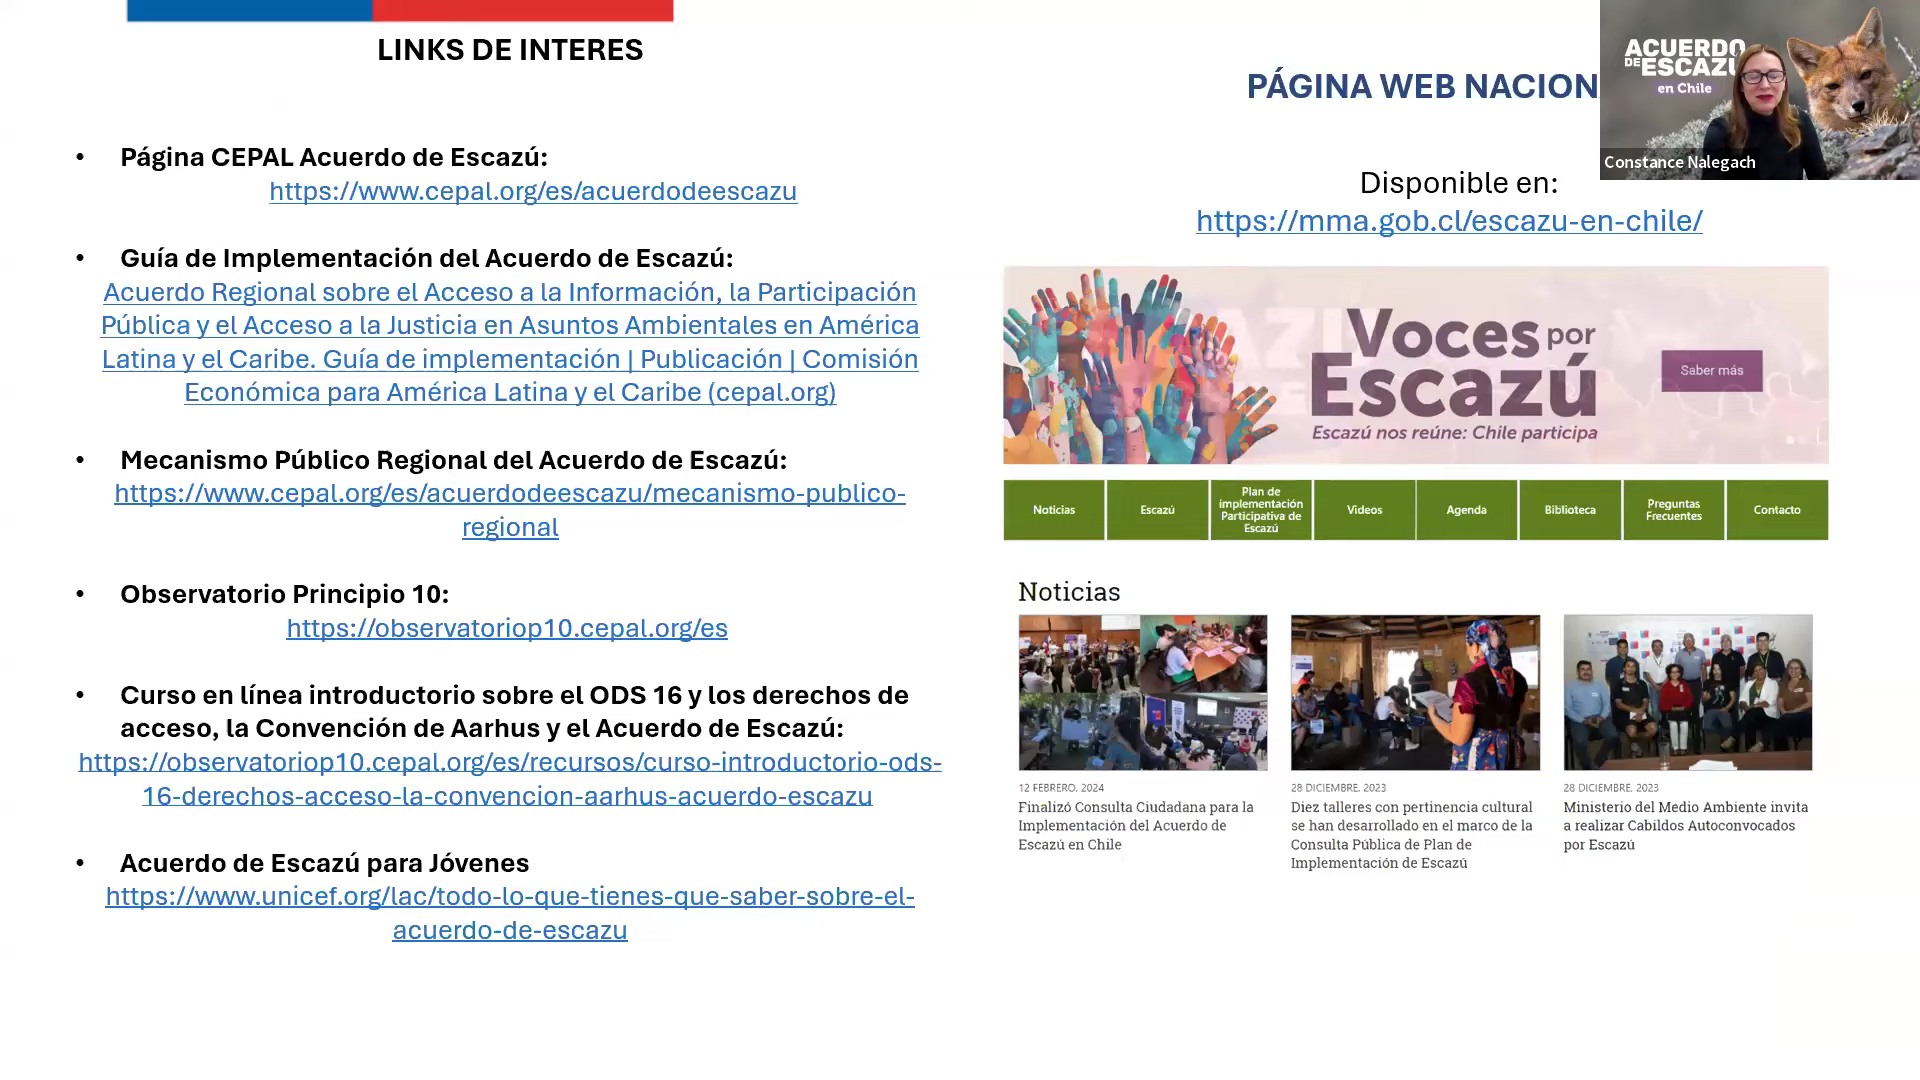 LINKS DE INTERES
• Página CEPAL Acuerdo de Escazú:
https://www.cepal.org/es/acuerdodeescazu
• Guía de Implementación del Acuerdo de Escazú:
Acuerdo Regional sobre el Acceso a la Información, la Participación
Pública y el Acceso a la Justicia en Asuntos Ambientales en América
Latina y el Caribe. Guía de implementación | Publicación | Comisión
Económica para América Latina y el Caribe (cepal.org)
• Mecanismo Público Regional del Acuerdo de Escazú:
https://www.cepal.org/es/acuerdodeescazu/mecanismo-publico-
regional
• Observatorio Principio 10:
https://observatoriop10.cepal.org/es
• Curso en línea introductorio sobre el ODS 16 y los derechos de
acceso, la Convención de Aarhus y el Acuerdo de Escazú:
https://observatoriop10.cepal.org/es/recursos/curso-introductorio-ods-
16-derechos-acceso-la-convencion-aarhus-acuerdo-escazu
• Acuerdo de Escazú para Jóvenes
https://www.unicef.org/lac/todo-lo-que-tienes-que-saber-sobre-el-
acuerdo-de-escazu
PÁGINA WEB NACION
Disponible en:
https://mma.gob.cl/escazu-en-chile/
ACUERDO
DE ESCAZÚ
en Chile
Constance Nalegach
Voces por
Escazú
Escazú nos reúne: Chile participa
Saber más
Noticias
Escazú
Plan de
implementación
Participativa de
Escazú
Videos
Agenda
Biblioteca
Preguntas
Frecuentes
Contacto
Noticias
12 FEBRERO, 2024
Finalizó Consulta Ciudadana para la
Implementación del Acuerdo de
Escazú en Chile
28 DICIEMBRE, 2023
Diez talleres con pertinencia cultural
se han desarrollado en el marco de la
Consulta Pública de Plan de
Implementación de Escazú
28 DICIEMBRE, 2023
Ministerio del Medio Ambiente invita
a realizar Cabildos Autoconvocados
por Escazú